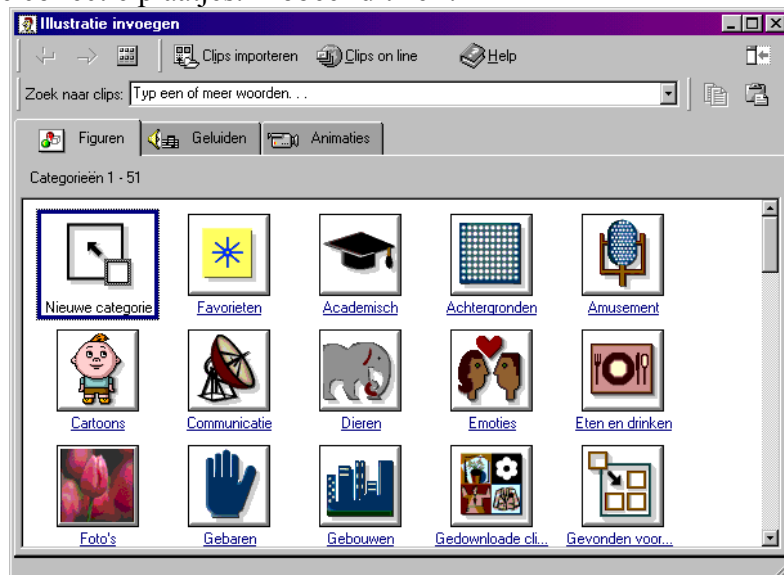 Illustratie invoegen
Clips importeren Clips on line Help
Zoek naar clips: Typ een of meer woorden. . .
Figuren Geluiden Animaties
Categorieën 1 - 51
Nieuwe categorie Favorieten Academisch Achtergronden Amusement
Cartoons Communicatie Dieren Emoties Eten en drinken
Foto's Gebaren Gebouwen Gedownloade cli... Gevonden voor...